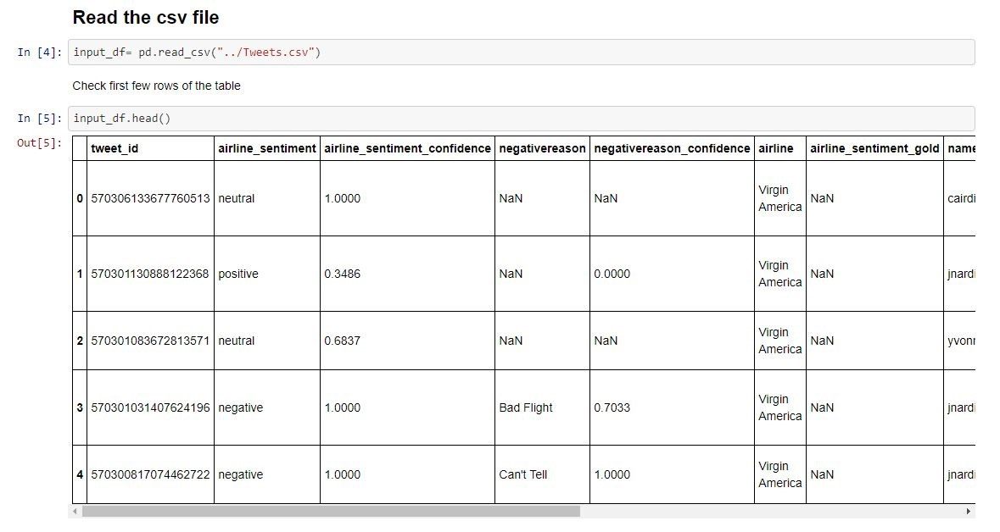 Read the csv file
In [4]: input_df= pd.read_csv("../Tweets.csv")
Check first few rows of the table
In [5]: input_df.head()
Out[5]:
tweet_id airline_sentiment airline_sentiment_confidence negativereason negativereason_confidence airline airline_sentiment_gold name
0 570306133677760513 neutral 1.0000 NaN NaN Virgin America NaN cairdi
1 570301130888122368 positive 0.3486 NaN 0.0000 Virgin America NaN jnardi
2 570301083672813571 neutral 0.6837 NaN NaN Virgin America NaN yvonn
3 570301031407624196 negative 1.0000 Bad Flight 0.7033 Virgin America NaN jnardi
4 570300817074462722 negative 1.0000 Can't Tell 1.0000 Virgin America NaN jnardi